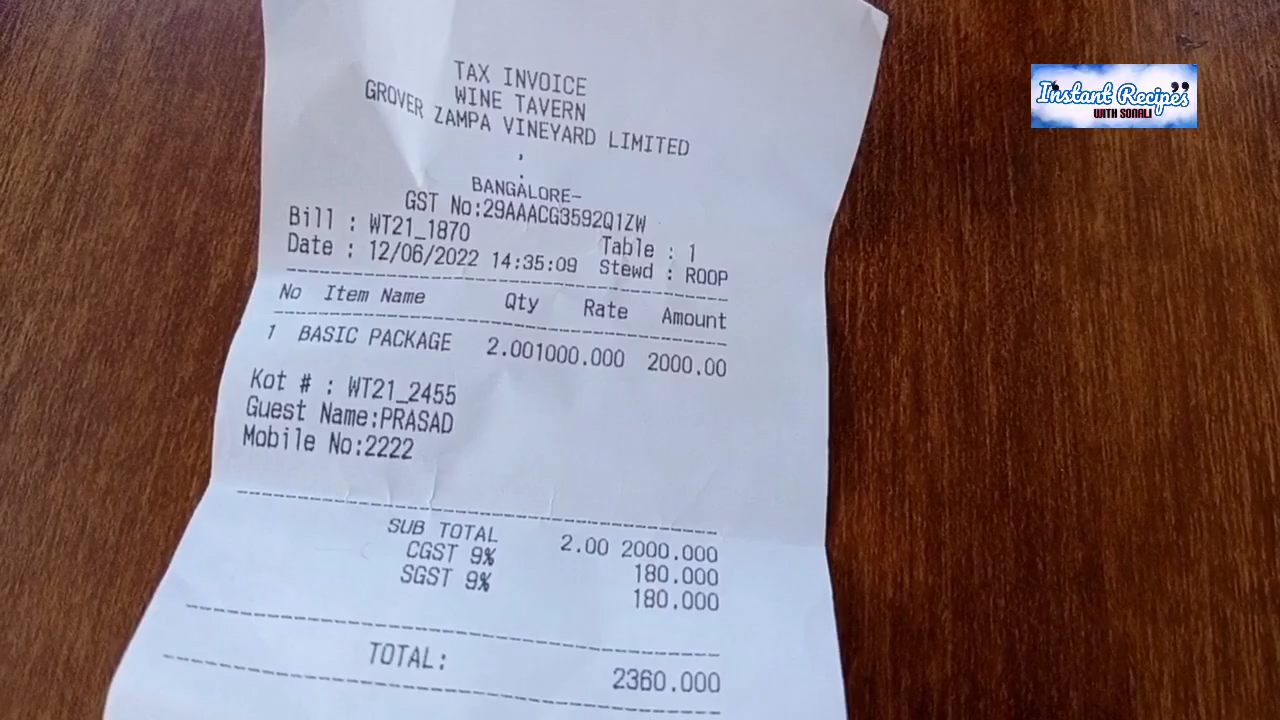 TAX INVOICE
WINE TAVERN
GROVER ZAMPA VINEYARD LIMITED
,
.
BANGALORE-
GST No:29AAACG3592Q1ZW
Bill : WT21_1870 Table : 1
Date : 12/06/2022 14:35:09 Stewd : ROOP
No Item Name Qty Rate Amount
1 BASIC PACKAGE 2.001000.000 2000.00
Kot # : WT21_2455
Guest Name:PRASAD
Mobile No:2222
SUB TOTAL 2.00 2000.000
CGST 9% 180.000
SGST 9% 180.000
TOTAL: 2360.000
"Instant Recipes"
WITH SONALI